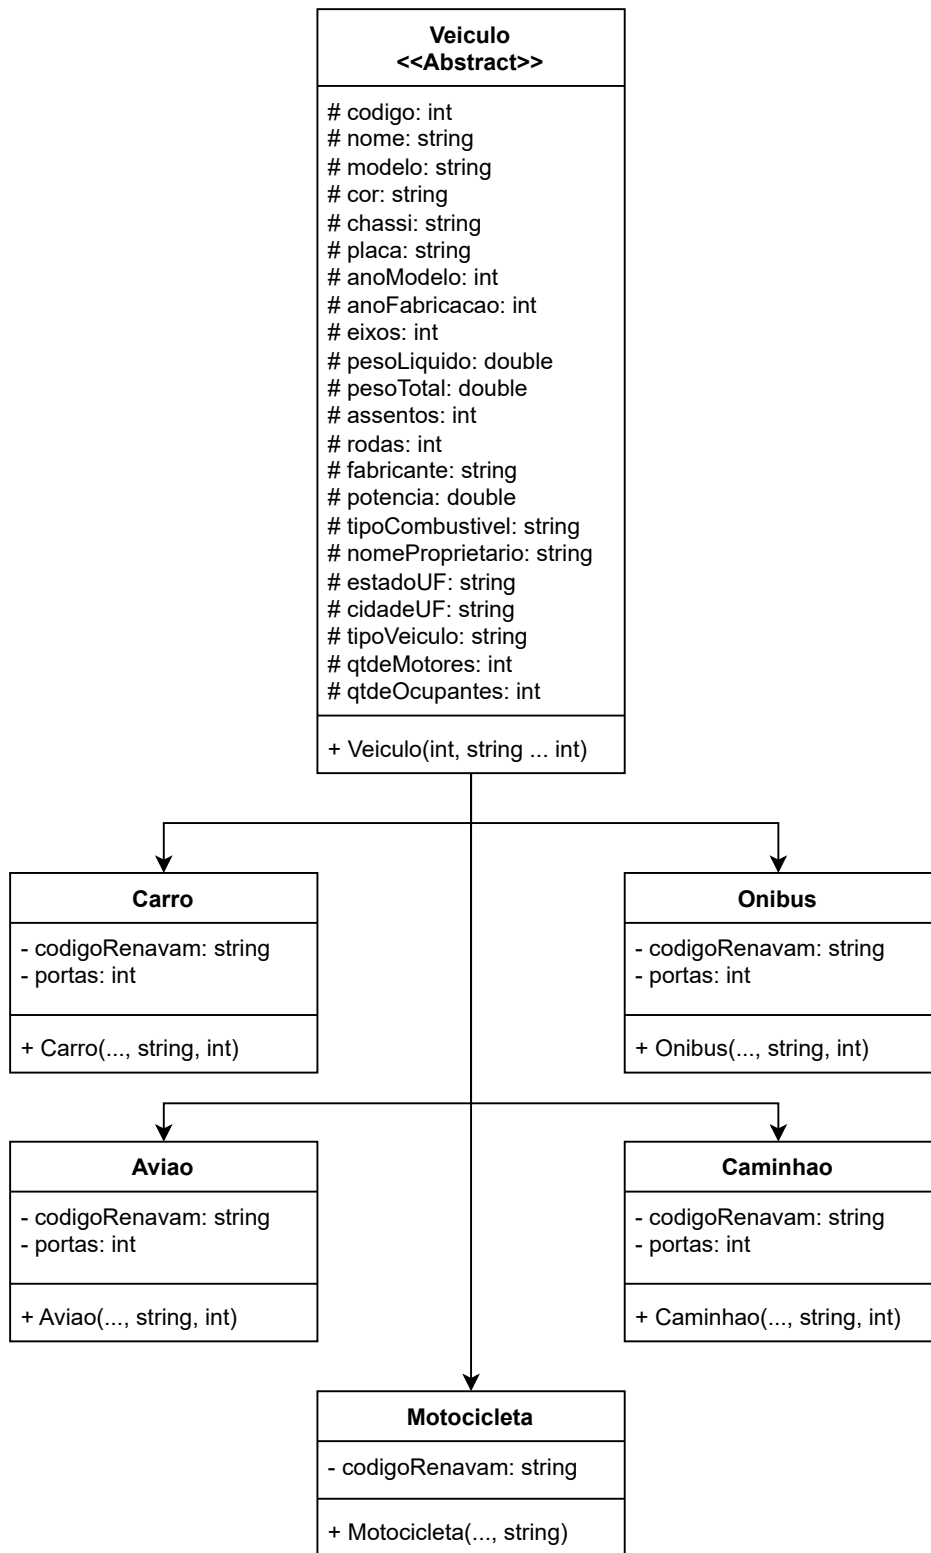 Veiculo
<<Abstract>>
# codigo: int
# nome: string
# modelo: string
# cor: string
# chassi: string
# placa: string
# anoModelo: int
# anoFabricacao: int
# eixos: int
# pesoLiquido: double
# pesoTotal: double
# assentos: int
# rodas: int
# fabricante: string
# potencia: double
# tipoCombustivel: string
# nomeProprietario: string
# estadoUF: string
# cidadeUF: string
# tipoVeiculo: string
# qtdeMotores: int
# qtdeOcupantes: int
+ Veiculo(int, string ... int)
Carro
- codigoRenavam: string
- portas: int
+ Carro(..., string, int)
Onibus
- codigoRenavam: string
- portas: int
+ Onibus(..., string, int)
Aviao
- codigoRenavam: string
- portas: int
+ Aviao(..., string, int)
Caminhao
- codigoRenavam: string
- portas: int
+ Caminhao(..., string, int)
Motocicleta
- codigoRenavam: string
+ Motocicleta(..., string)